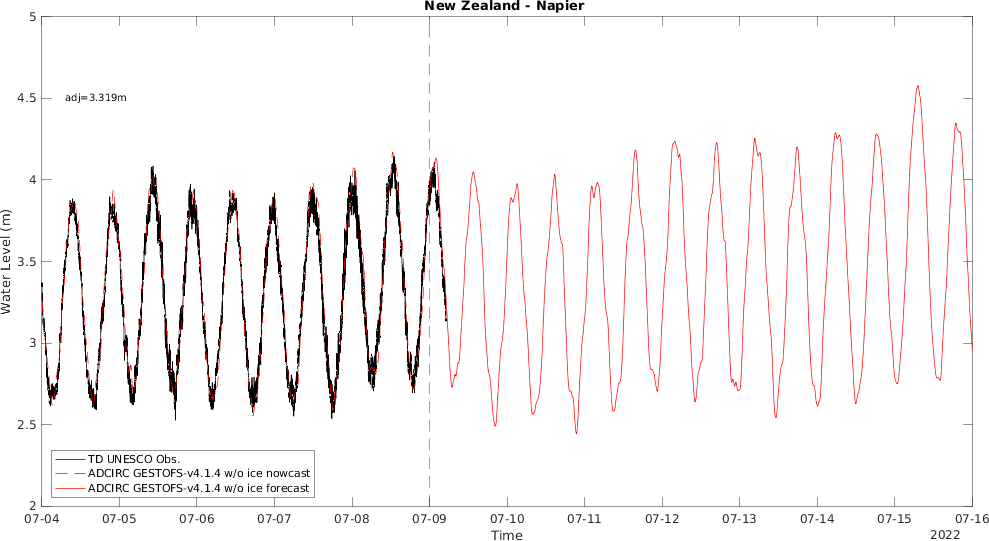 New Zealand - Napier
5
4.5
adj=3.319m
4
3.5
3
2.5
2
Water Level (m)
TD UNESCO Obs.
ADCIRC GESTOFS-v4.1.4 w/o ice nowcast
ADCIRC GESTOFS-v4.1.4 w/o ice forecast
07-04 07-05 07-06 07-07 07-08 07-09 07-10 07-11 07-12 07-13 07-14 07-15 07-16
Time
2022